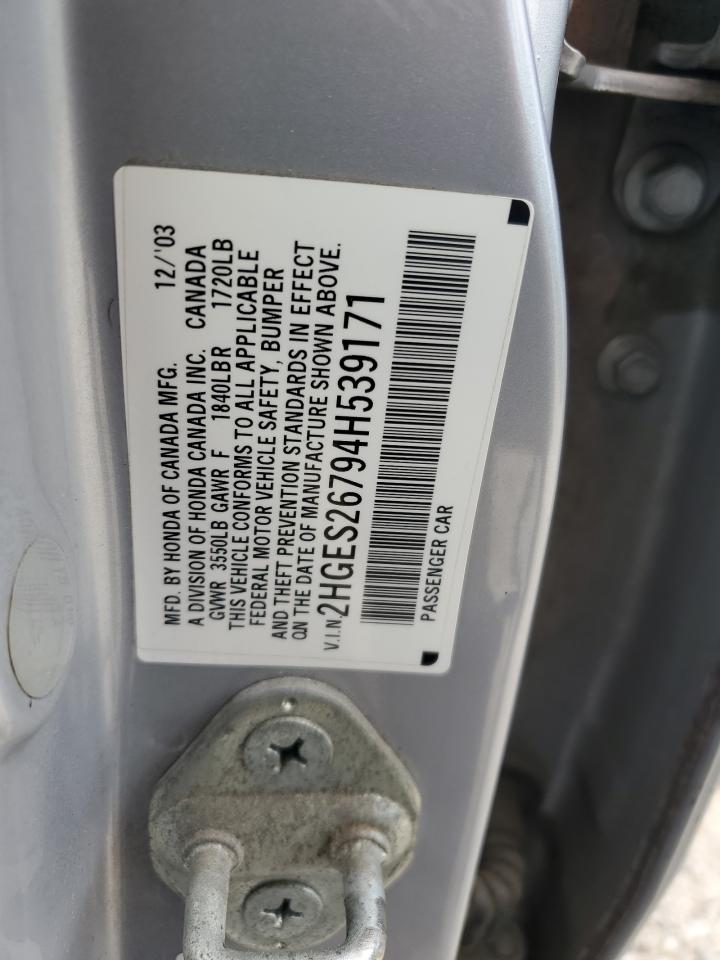 MFD. BY HONDA OF CANADA MFG. 12/'03
A DIVISION OF HONDA CANADA INC. CANADA
GVWR 3550LB GAWR F 1840LBR 1720LB
THIS VEHICLE CONFORMS TO ALL APPLICABLE
FEDERAL MOTOR VEHICLE SAFETY, BUMPER
AND THEFT PREVENTION STANDARDS IN EFFECT
ON THE DATE OF MANUFACTURE SHOWN ABOVE.
V.I.N. 2HGES26794H539171
PASSENGER CAR